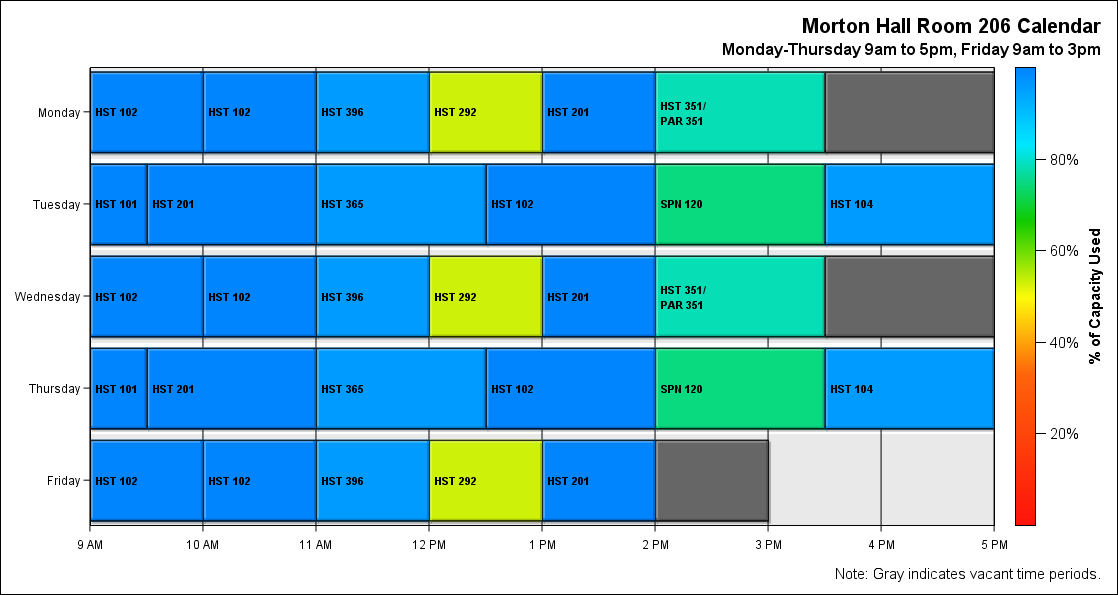 Morton Hall Room 206 Calendar
Monday-Thursday 9am to 5pm, Friday 9am to 3pm
Monday
HST 102
HST 102
HST 396
HST 292
HST 201
HST 351/
PAR 351
Tuesday
HST 101
HST 201
HST 365
HST 102
SPN 120
HST 104
Wednesday
HST 102
HST 102
HST 396
HST 292
HST 201
HST 351/
PAR 351
Thursday
HST 101
HST 201
HST 365
HST 102
SPN 120
HST 104
Friday
HST 102
HST 102
HST 396
HST 292
HST 201
9 AM
10 AM
11 AM
12 PM
1 PM
2 PM
3 PM
4 PM
5 PM
80%
60%
40%
20%
% of Capacity Used
Note: Gray indicates vacant time periods.